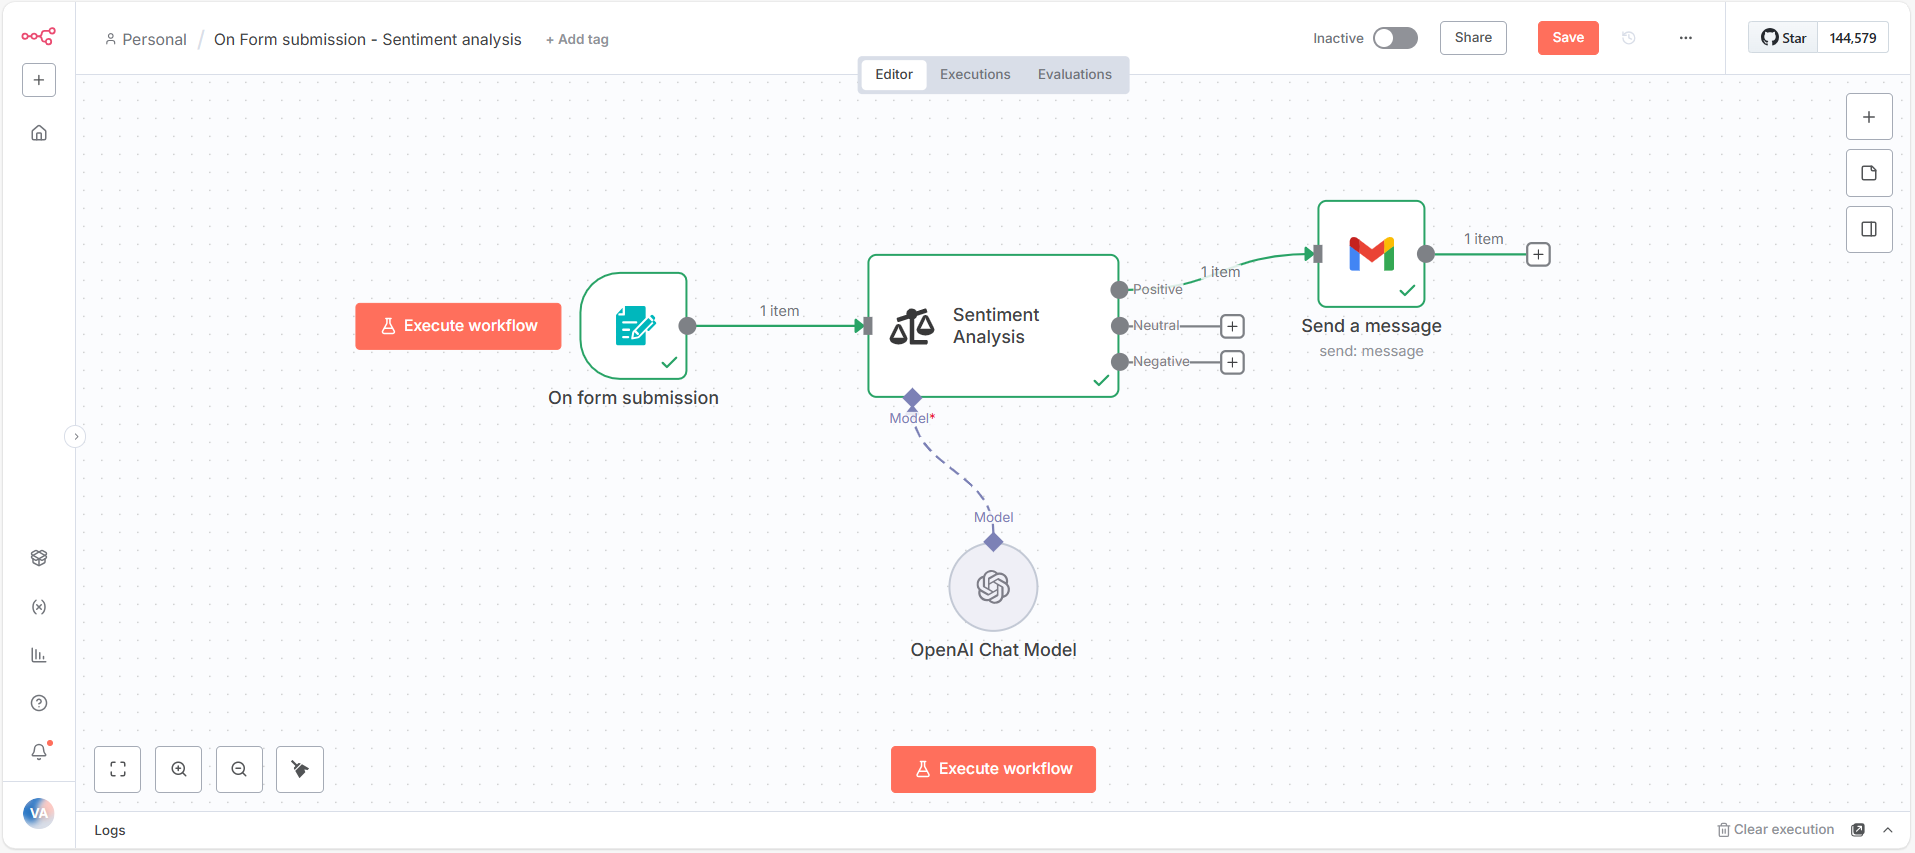 Personal / On Form submission - Sentiment analysis + Add tag
Inactive
Share
Save
Star 144,579
Editor Executions Evaluations
Execute workflow
1 item
On form submission
Sentiment
Analysis
Positive
Neutral
Negative
1 item
1 item
Send a message
send: message
Model*
Model
OpenAI Chat Model
Execute workflow
VA
Logs
Clear execution